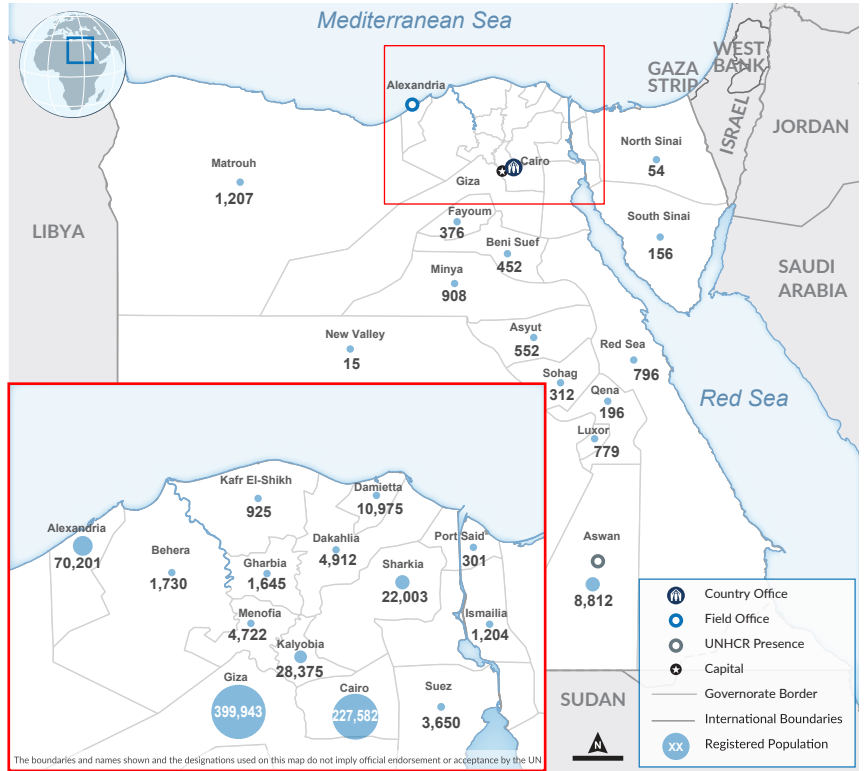 Mediterranean Sea
WEST
BANK
GAZA
STRIP
ISRAEL
JORDAN
Alexandria
North Sinai
54
Cairo
Giza
Matrouh
1,207
Fayoum
376
South Sinai
156
LIBYA
Beni Suef
452
Minya
908
SAUDI
ARABIA
New Valley
15
Asyut
552
Red Sea
796
Sohag
312
Qena
196
Red Sea
Luxor
779
Kafr El-Shikh
925
Damietta
10,975
Alexandria
70,201
Behera
1,730
Dakahlia
4,912
Port Said
301
Gharbia
1,645
Sharkia
22,003
Aswan
8,812
Menofia
4,722
Ismailia
1,204
Kalyobia
28,375
Giza
399,943
Cairo
227,582
Suez
3,650
SUDAN
N
Country Office
Field Office
UNHCR Presence
Capital
Governorate Border
International Boundaries
XX Registered Population
The boundaries and names shown and the designations used on this map do not imply official endorsement or acceptance by the UN